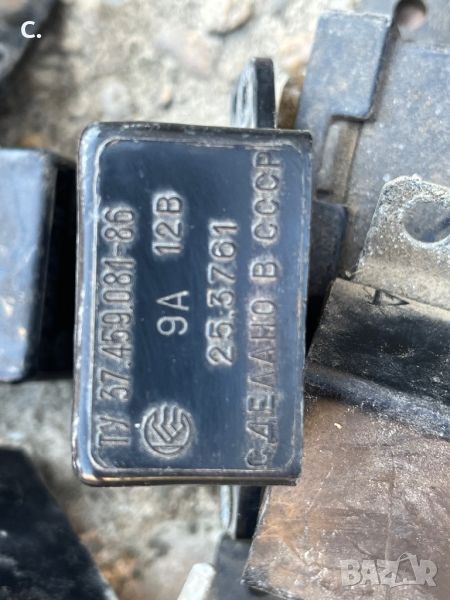 C.
ТУ 37.459.081-86
9А 12В
25.3761
СДЕЛАНО В СССР
BAZAR